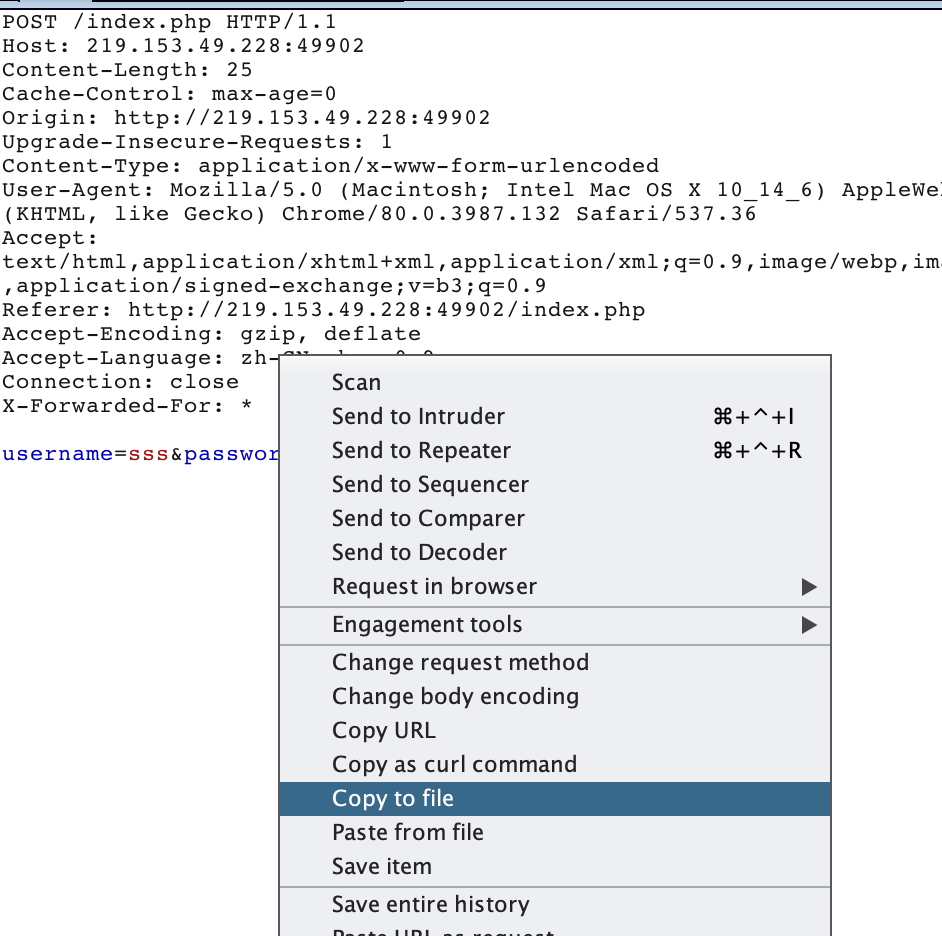 POST /index.php HTTP/1.1
Host: 219.153.49.228:49902
Content-Length: 25
Cache-Control: max-age=0
Origin: http://219.153.49.228:49902
Upgrade-Insecure-Requests: 1
Content-Type: application/x-www-form-urlencoded
User-Agent: Mozilla/5.0 (Macintosh; Intel Mac OS X 10_14_6) AppleWe
(KHTML, like Gecko) Chrome/80.0.3987.132 Safari/537.36
Accept:
text/html,application/xhtml+xml,application/xml;q=0.9,image/webp,im
,application/signed-exchange;v=b3;q=0.9
Referer: http://219.153.49.228:49902/index.php
Accept-Encoding: gzip, deflate
Accept-Language: zh-
Connection: close
X-Forwarded-For: *
username=sss&passwor
Scan
Send to Intruder ⌘+^+I
Send to Repeater ⌘+^+R
Send to Sequencer
Send to Comparer
Send to Decoder
Request in browser
Engagement tools
Change request method
Change body encoding
Copy URL
Copy as curl command
Copy to file
Paste from file
Save item
Save entire history
Paste URL as request